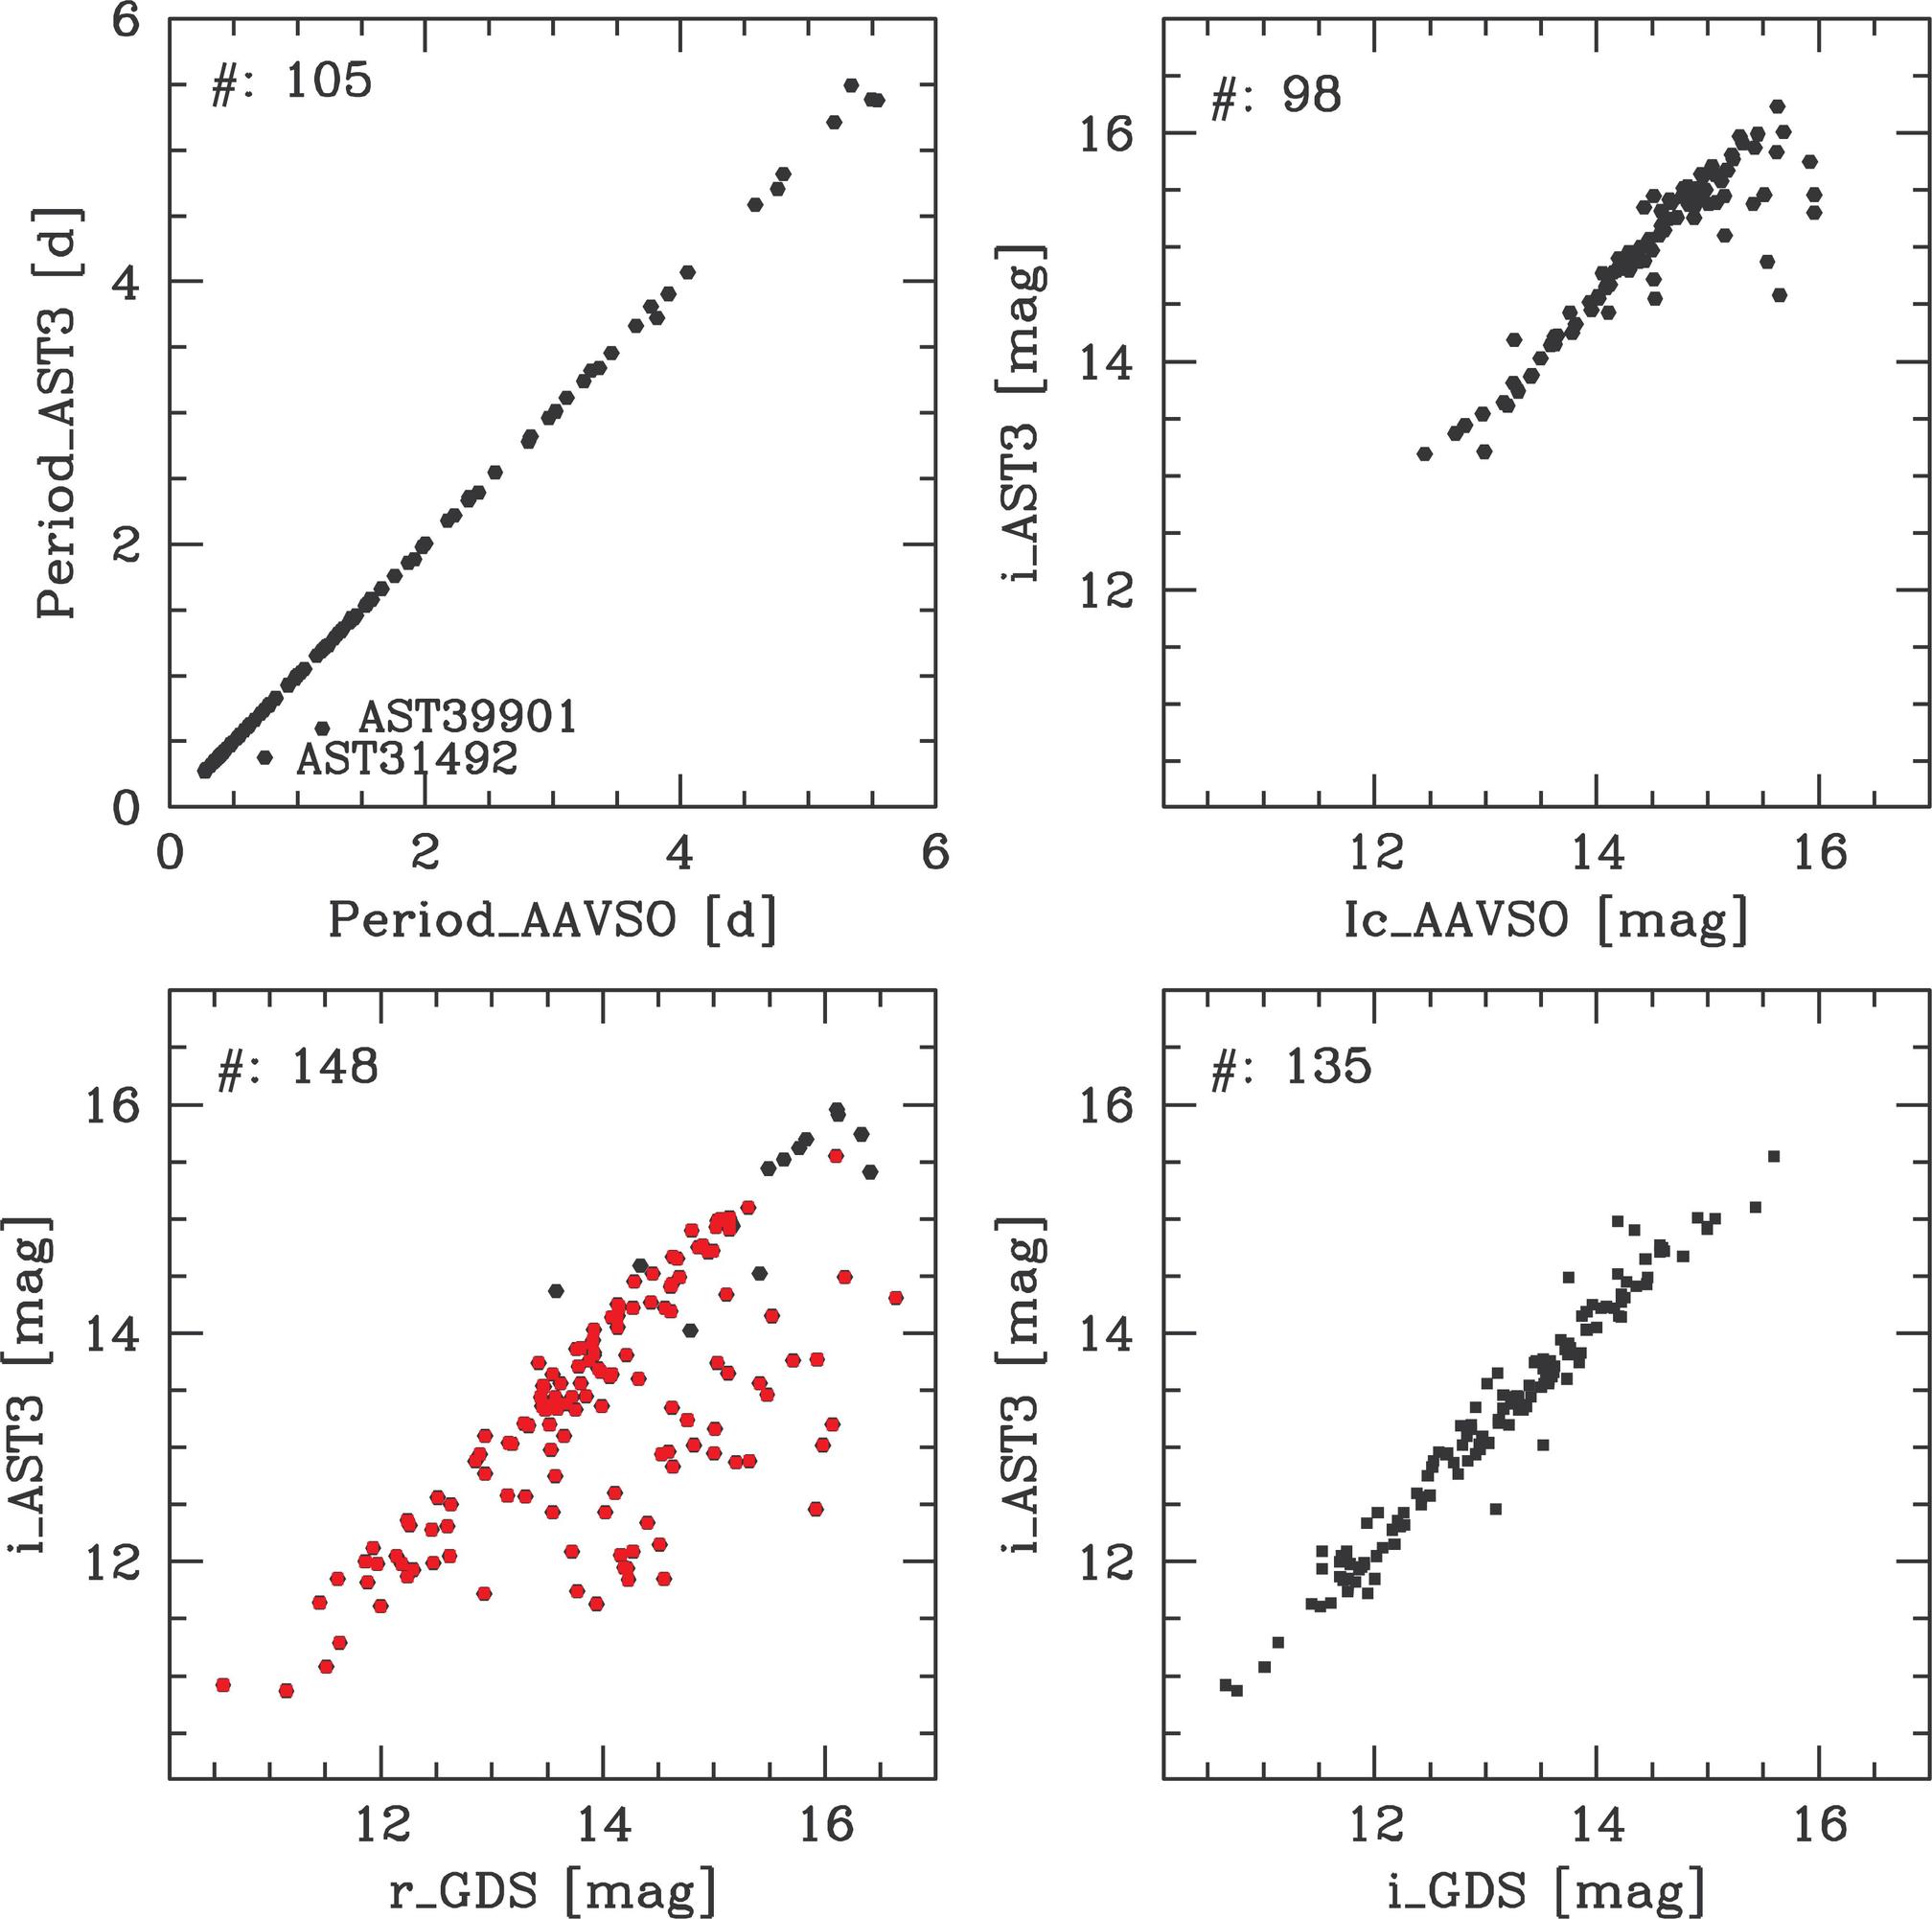 #: 105
6
4
2
0
Period_AST3 [d]
AST39901
AST31492
0 2 4 6
Period_AAVSO [d]
#: 98
16
14
12
i_AST3 [mag]
12 14 16
Ic_AAVSO [mag]
#: 148
16
14
12
i_AST3 [mag]
12 14 16
r_GDS [mag]
#: 135
16
14
12
i_AST3 [mag]
12 14 16
i_GDS [mag]